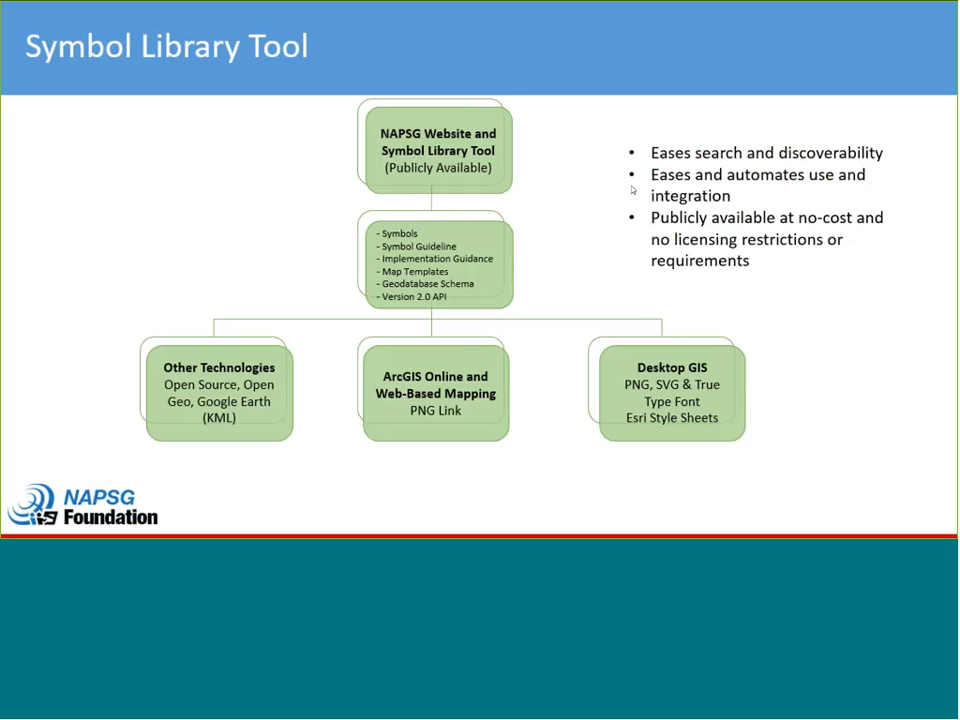 Symbol Library Tool
NAPSG Website and
Symbol Library Tool
(Publicly Available)
- Symbols
- Symbol Guideline
- Implementation Guidance
- Map Templates
- Geodatabase Schema
- Version 2.0 API
Other Technologies
Open Source, Open
Geo, Google Earth
(KML)
ArcGIS Online and
Web-Based Mapping
PNG Link
Desktop GIS
PNG, SVG & True
Type Font
Esri Style Sheets
• Eases search and discoverability
• Eases and automates use and
integration
• Publicly available at no-cost and
no licensing restrictions or
requirements
NAPSG
Foundation